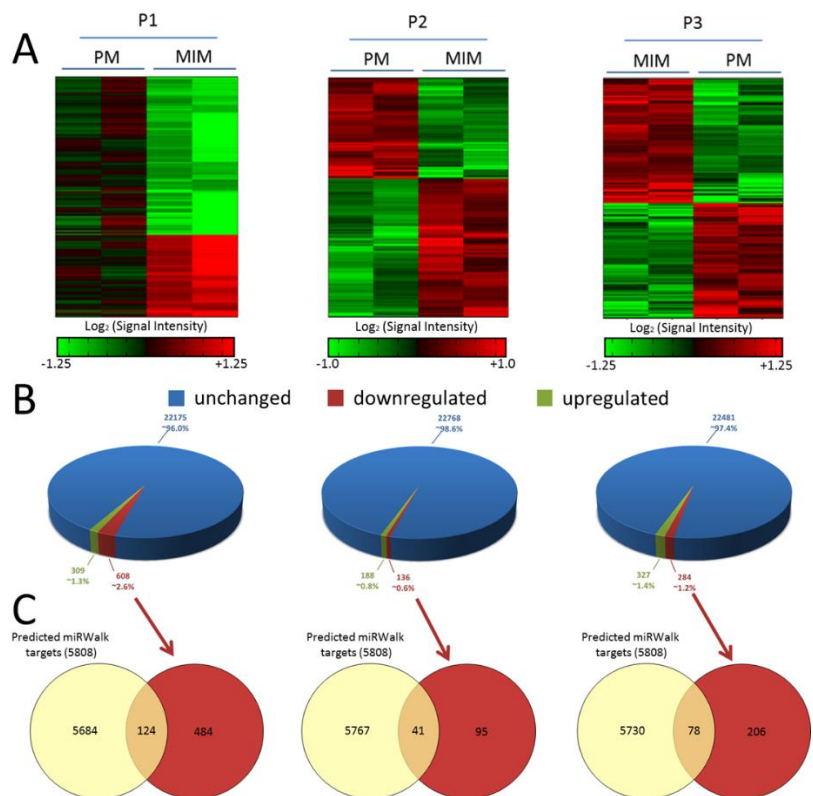 P1 P2 P3
A
PM MIM PM MIM MIM PM
Log₂ (Signal Intensity) Log₂ (Signal Intensity) Log₂ (Signal Intensity)
-1.25 +1.25 -1.0 +1.0 -1.25 +1.25
B
unchanged downregulated upregulated
22175 22768 22481
~96.0% ~98.6% ~97.4%
309 608 188 136 327 284
~1.3% ~2.6% ~0.8% ~0.6% ~1.4% ~1.2%
C
Predicted miRWalk Predicted miRWalk Predicted miRWalk
targets (5808) targets (5808) targets (5808)
5684 124 484 5767 41 95 5730 78 206